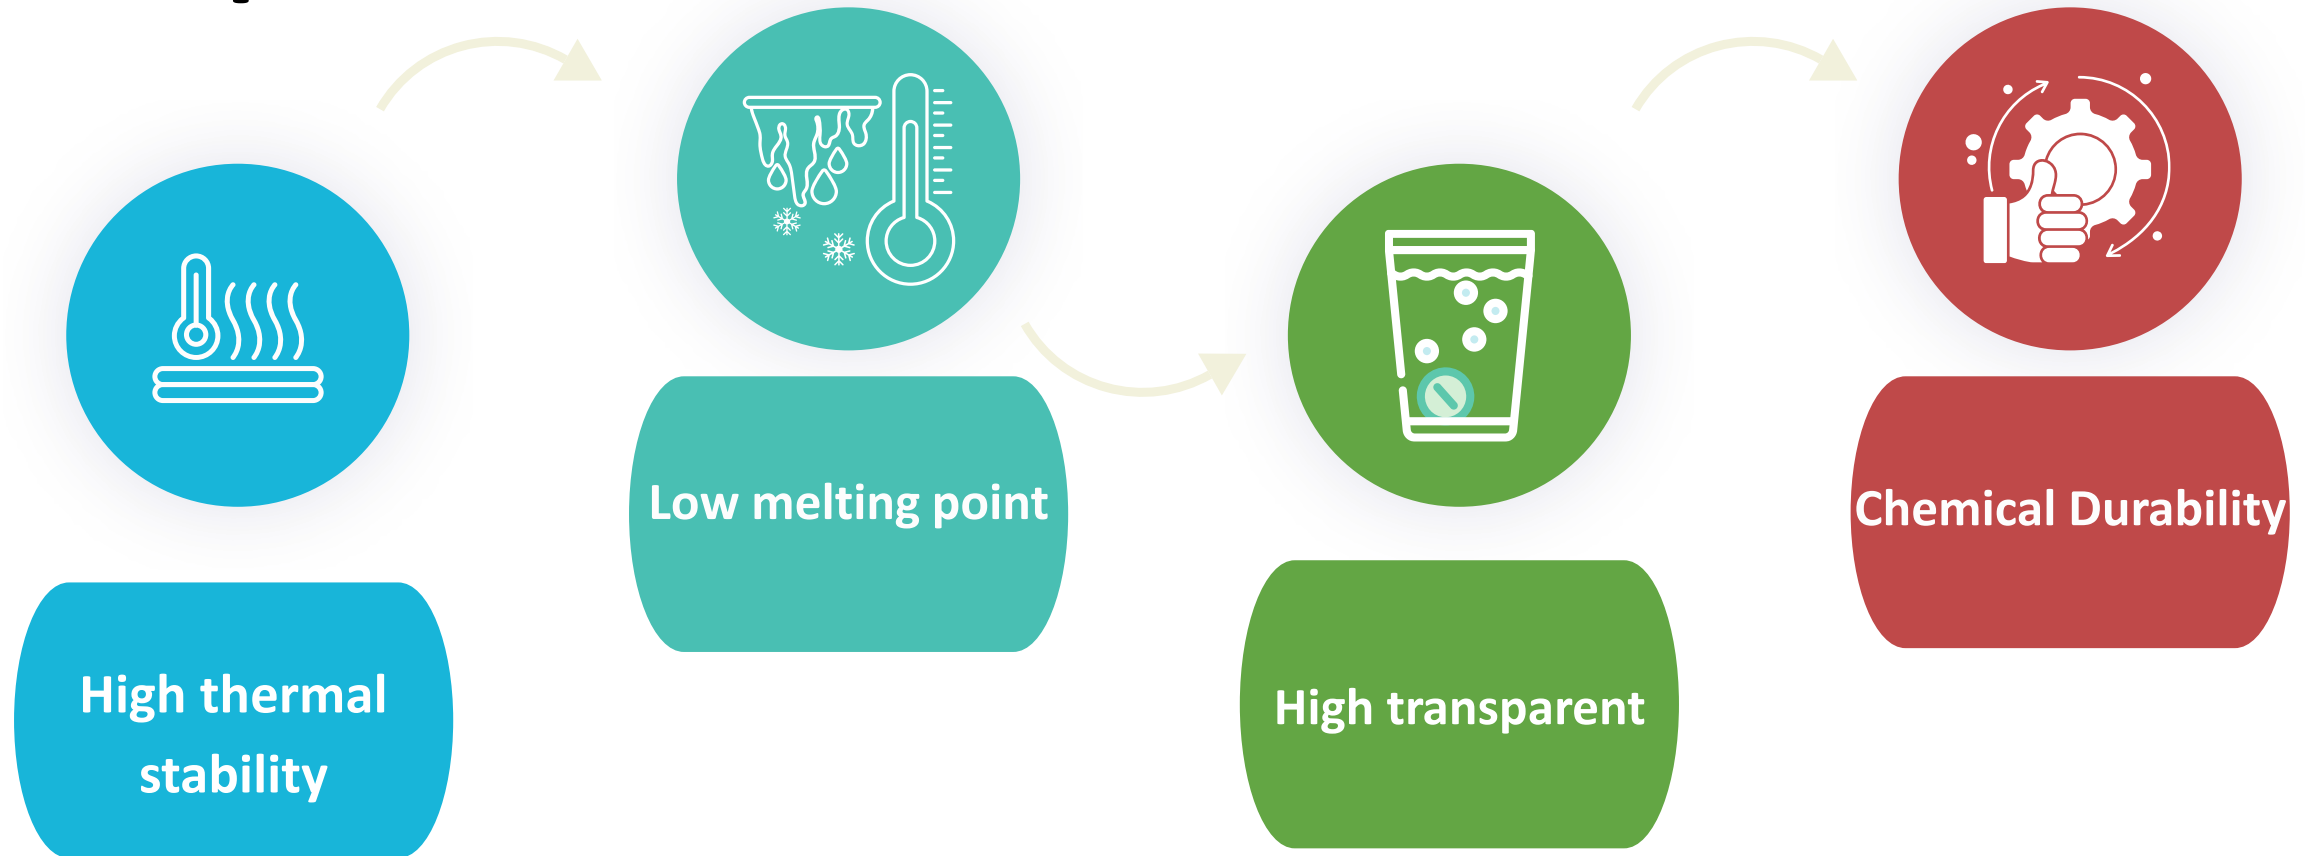 High thermal
stability
Low melting point
High transparent
Chemical Durability